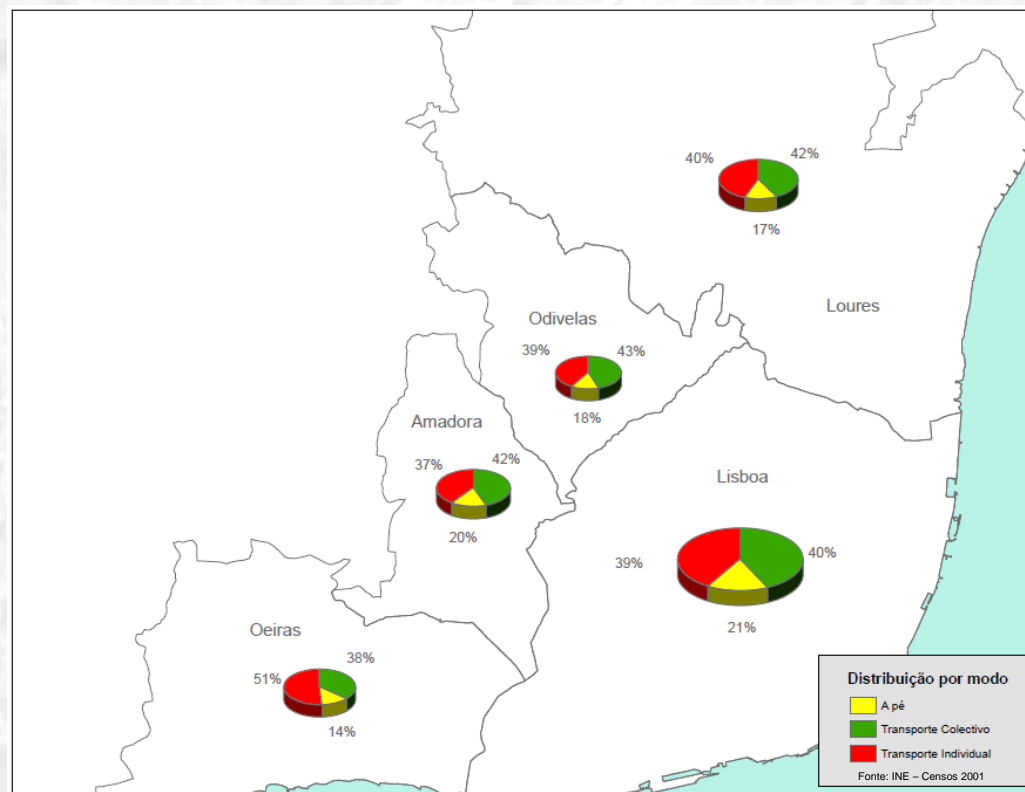 40%
42%
17%
Loures
Odivelas
39%
43%
18%
Amadora
37%
42%
20%
Lisboa
39%
40%
21%
Oeiras
51%
38%
14%
Distribuição por modo
A pé
Transporte Colectivo
Transporte Individual
Fonte: INE – Censos 2001